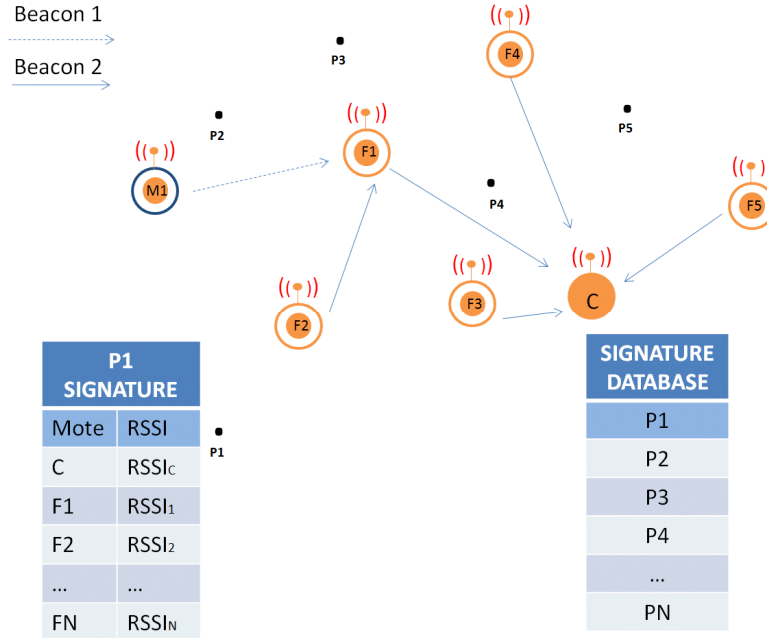 Beacon 1
Beacon 2
P3
F4
P2
P5
F1
M1
P4
F5
F2
F3
C
P1
SIGNATURE
Mote RSSI
C RSSIC
F1 RSSI1
F2 RSSI2
... ...
FN RSSIN
P1
SIGNATURE
DATABASE
P1
P2
P3
P4
...
PN